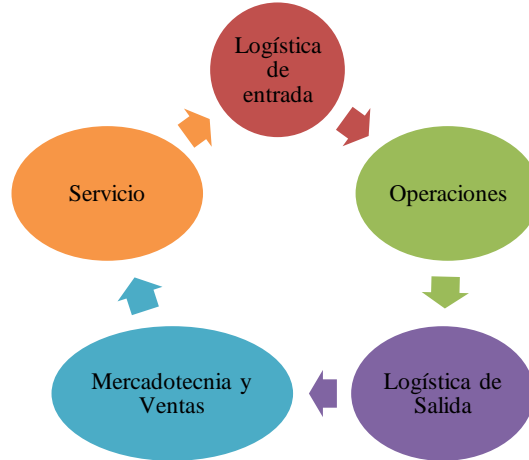 Logística
de
entrada
Operaciones
Logística de
Salida
Mercadotecnia y
Ventas
Servicio